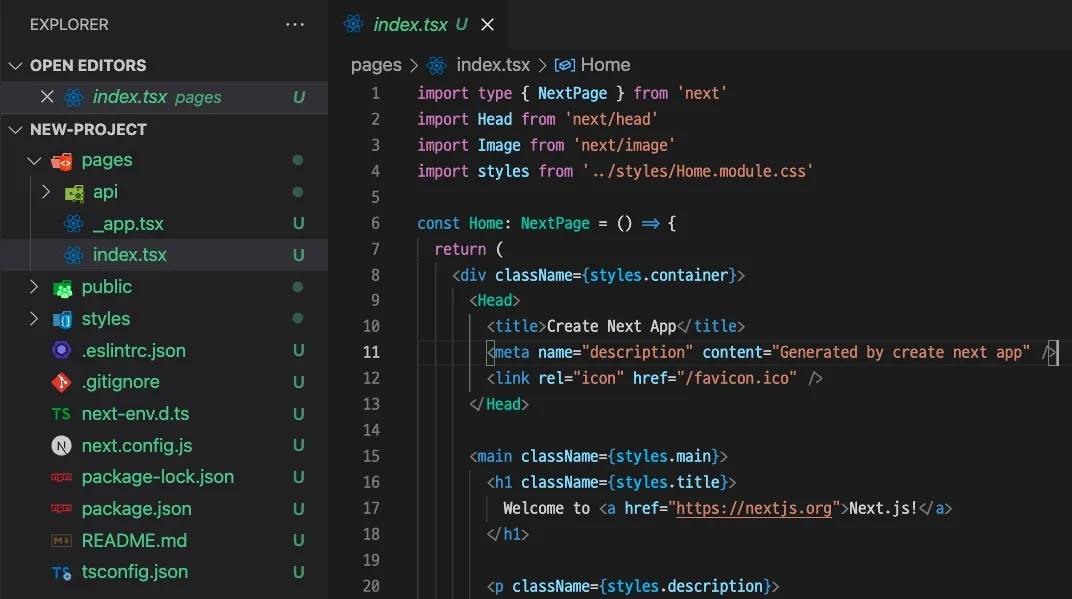 EXPLORER ...
OPEN EDITORS
index.tsx pages U
NEW-PROJECT
pages
api
_app.tsx U
index.tsx U
public
styles
.eslintrc.json U
.gitignore U
TS next-env.d.ts U
N next.config.js U
npm package-lock.json U
npm package.json U
M README.md U
TS tsconfig.json U
index.tsx U
pages > index.tsx > Home
1 import type { NextPage } from 'next'
2 import Head from 'next/head'
3 import Image from 'next/image'
4 import styles from '../styles/Home.module.css'
5
6 const Home: NextPage = () => {
7 return (
8 <div className={styles.container}>
9 <Head>
10 <title>Create Next App</title>
11 <meta name="description" content="Generated by create next app" />
12 <link rel="icon" href="/favicon.ico" />
13 </Head>
14
15 <main className={styles.main}>
16 <h1 className={styles.title}>
17 Welcome to <a href="https://nextjs.org">Next.js!</a>
18 </h1>
19
20 <p className={styles.description}>